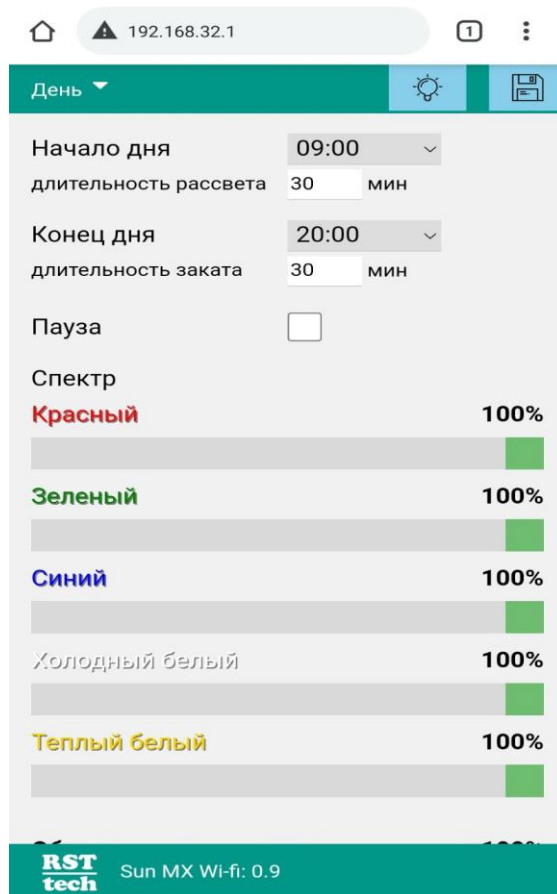 192.168.32.1
1
День
Начало дня 09:00
длительность рассвета 30 мин
Конец дня 20:00
длительность заката 30 мин
Пауза
Спектр
Красный 100%
Зеленый 100%
Синий 100%
Холодный белый 100%
Теплый белый 100%
RST
tech
Sun MX Wi-fi: 0.9